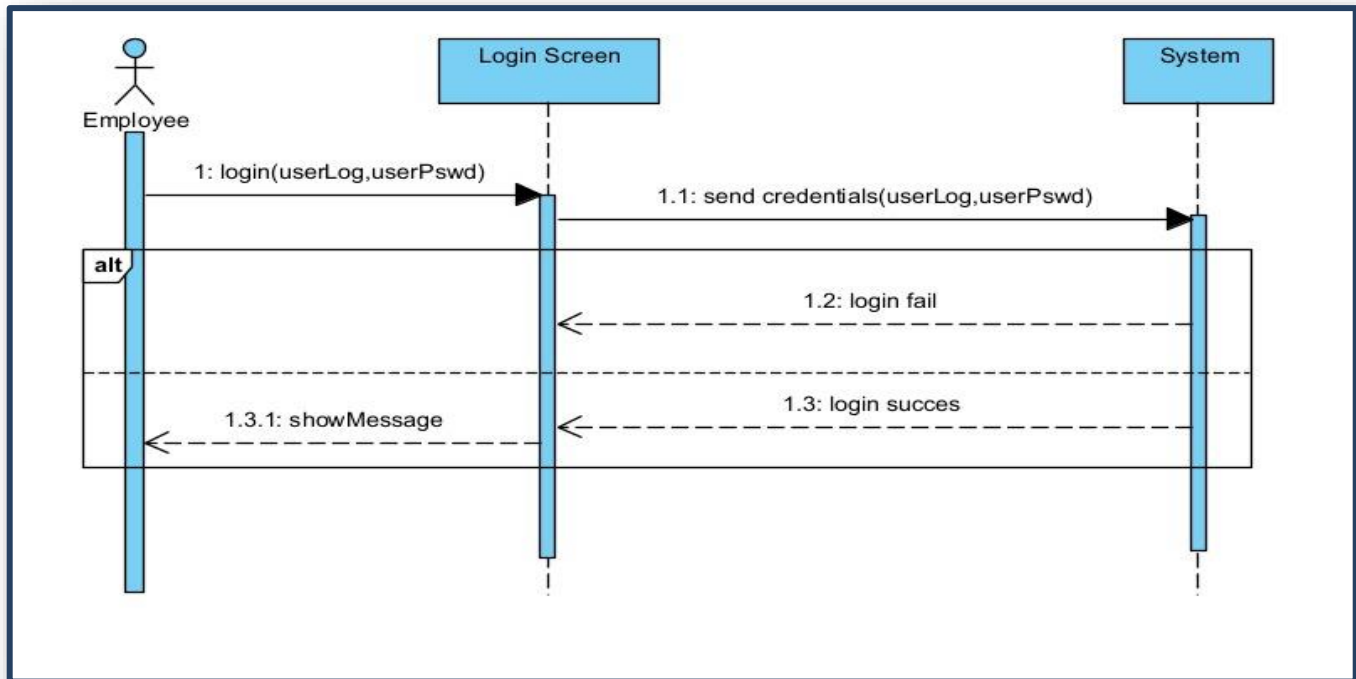 Login Screen
System
Employee
1: login(userLog,userPswd)
1.1: send credentials(userLog,userPswd)
alt
1.2: login fail
1.3: login succes
1.3.1: showMessage